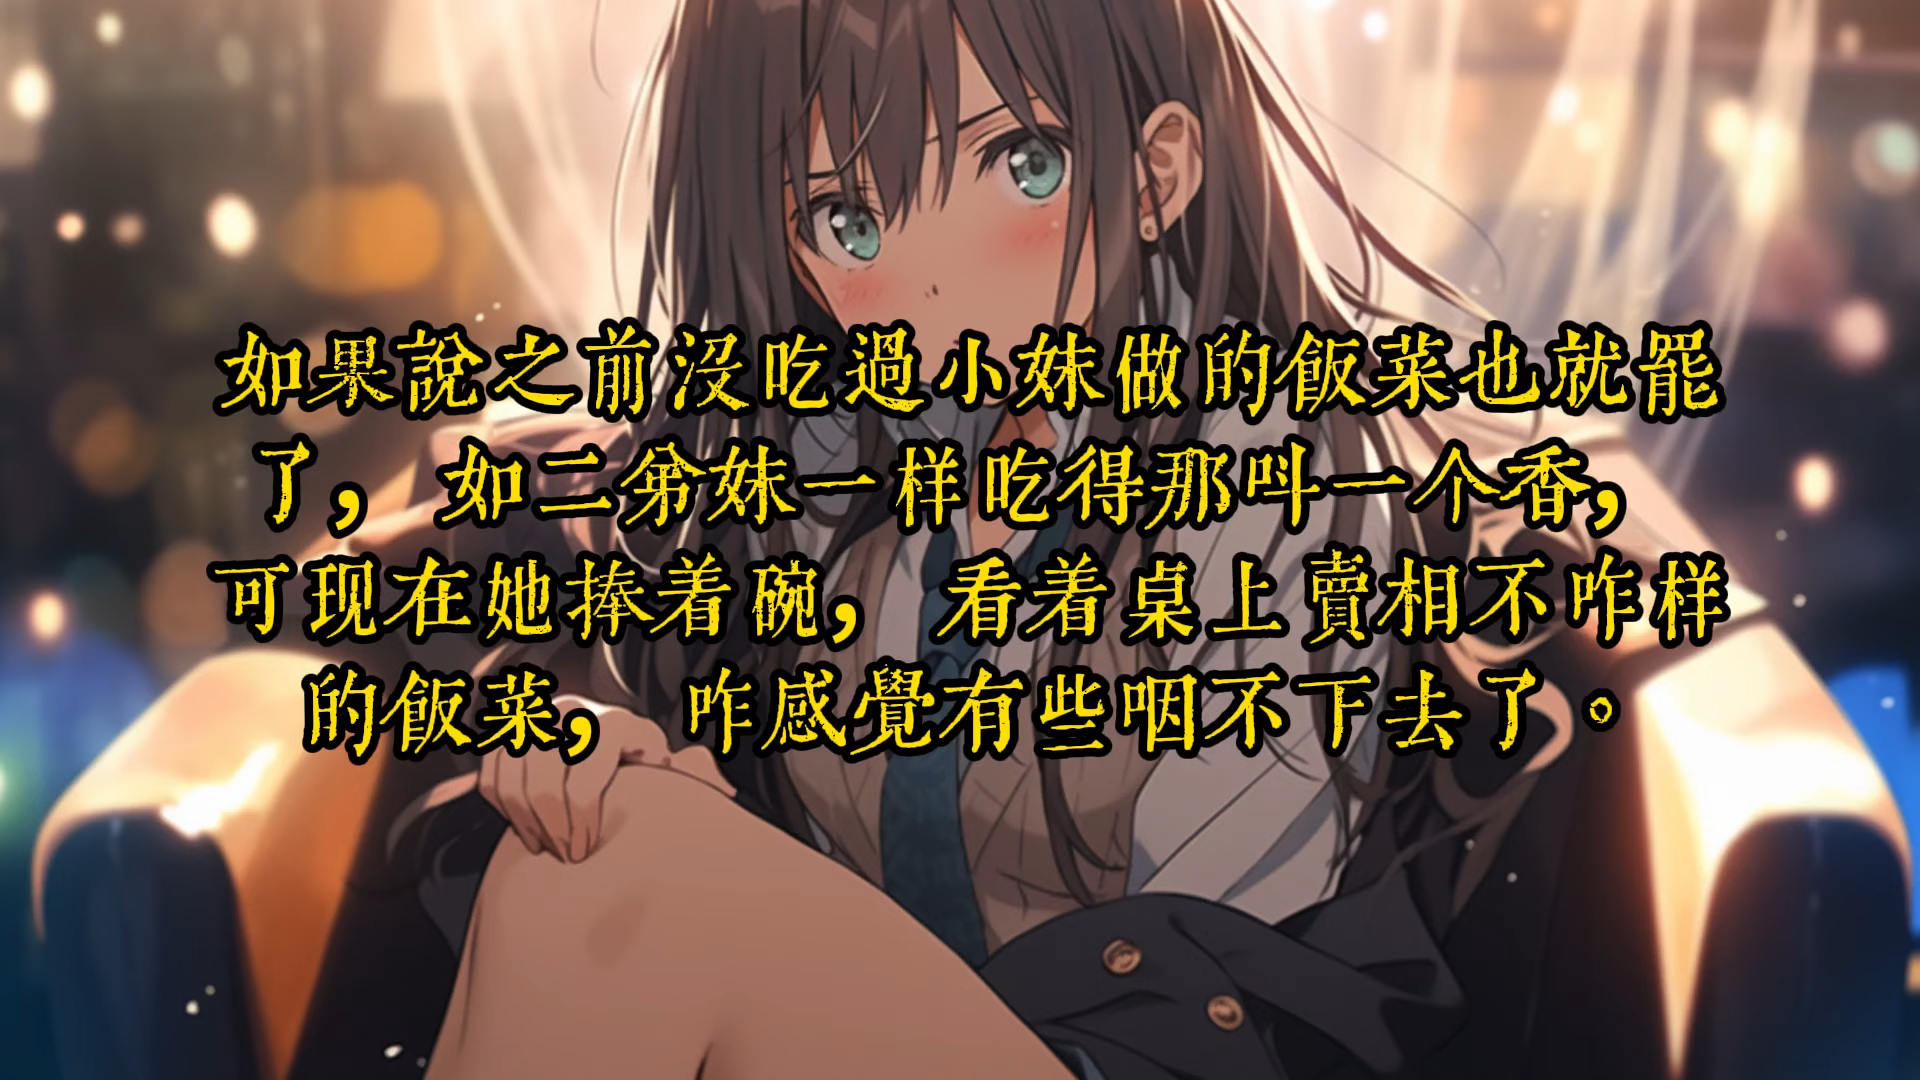 如果說之前沒吃過小妹做的飯菜也就罷
了，如二弟妹一样吃得那叫一个香，
可现在她捧着碗，看着桌上賣相不咋样
的飯菜，咋感覺有些咽不下去了。